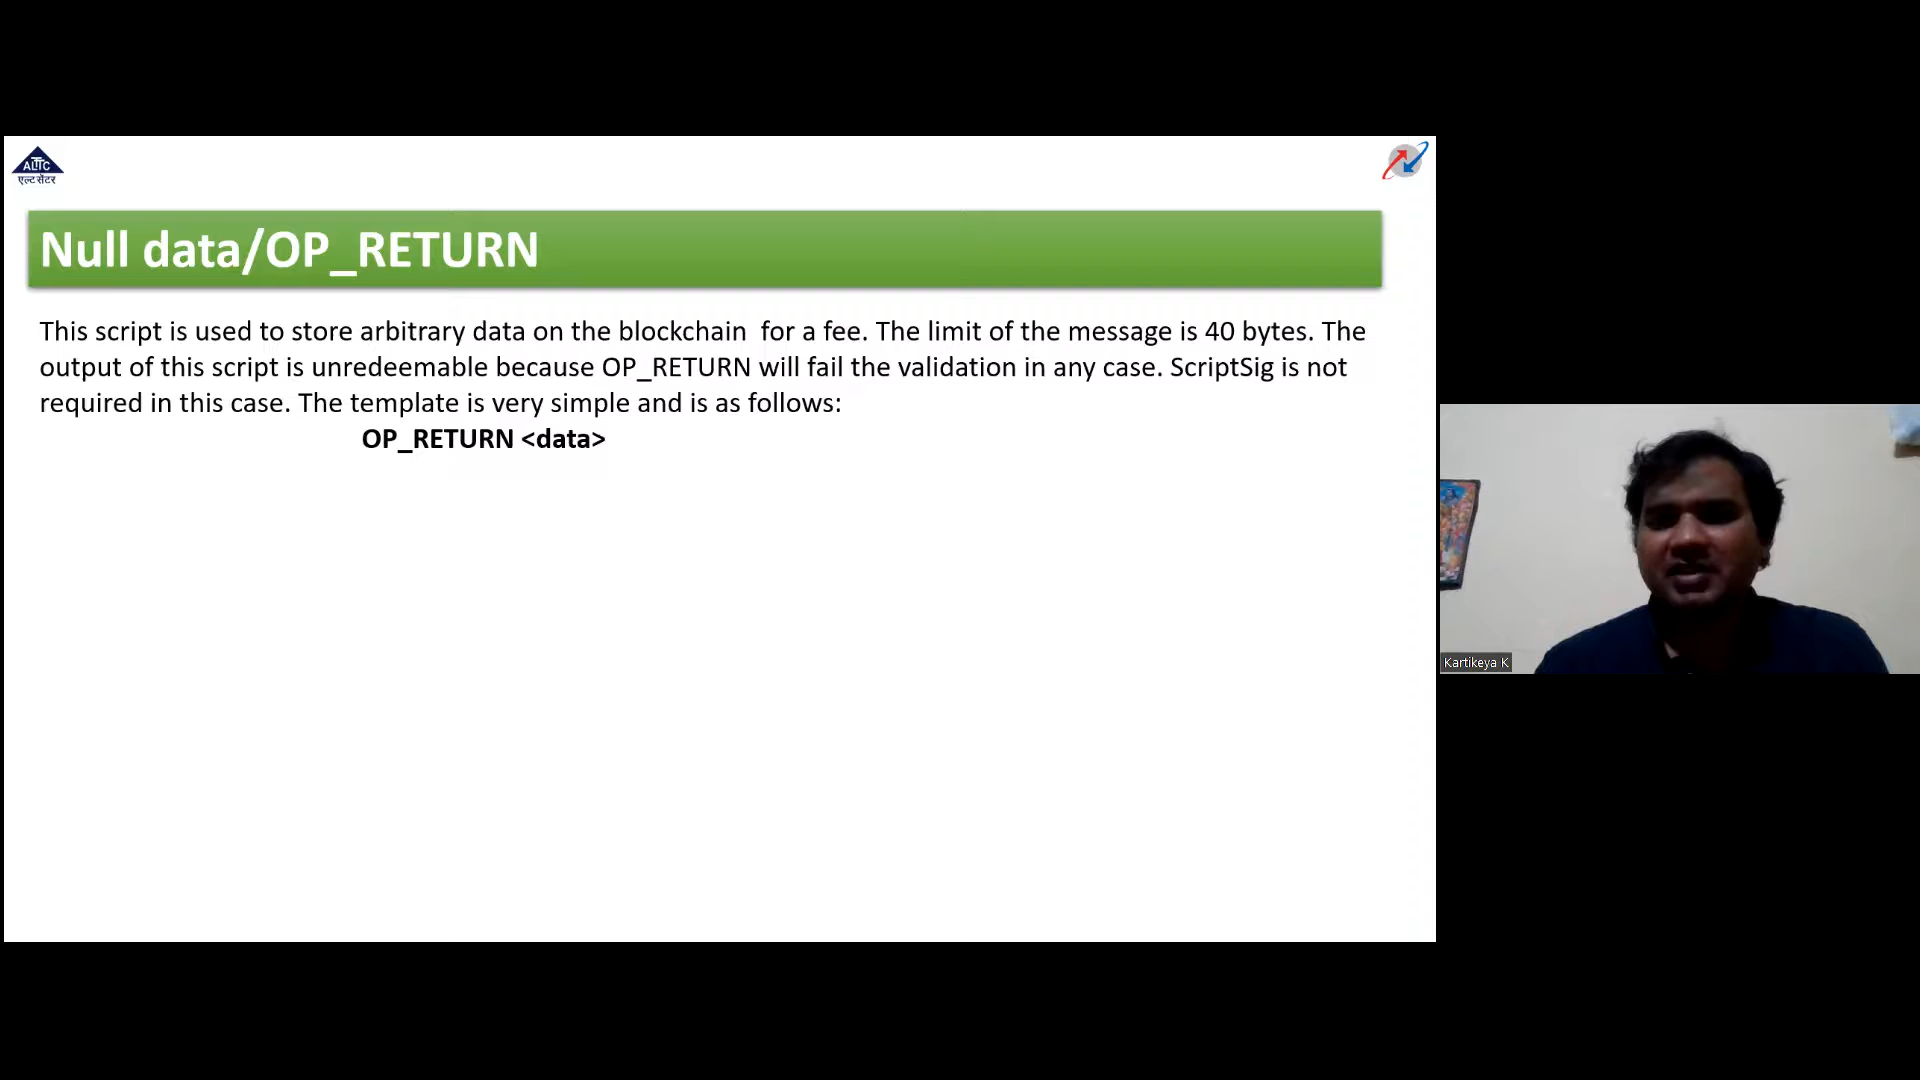 ALTTC
एल्ट सेंटर
Null data/OP_RETURN
This script is used to store arbitrary data on the blockchain for a fee. The limit of the message is 40 bytes. The
output of this script is unredeemable because OP_RETURN will fail the validation in any case. ScriptSig is not
required in this case. The template is very simple and is as follows:
OP_RETURN <data>
Kartikeya K